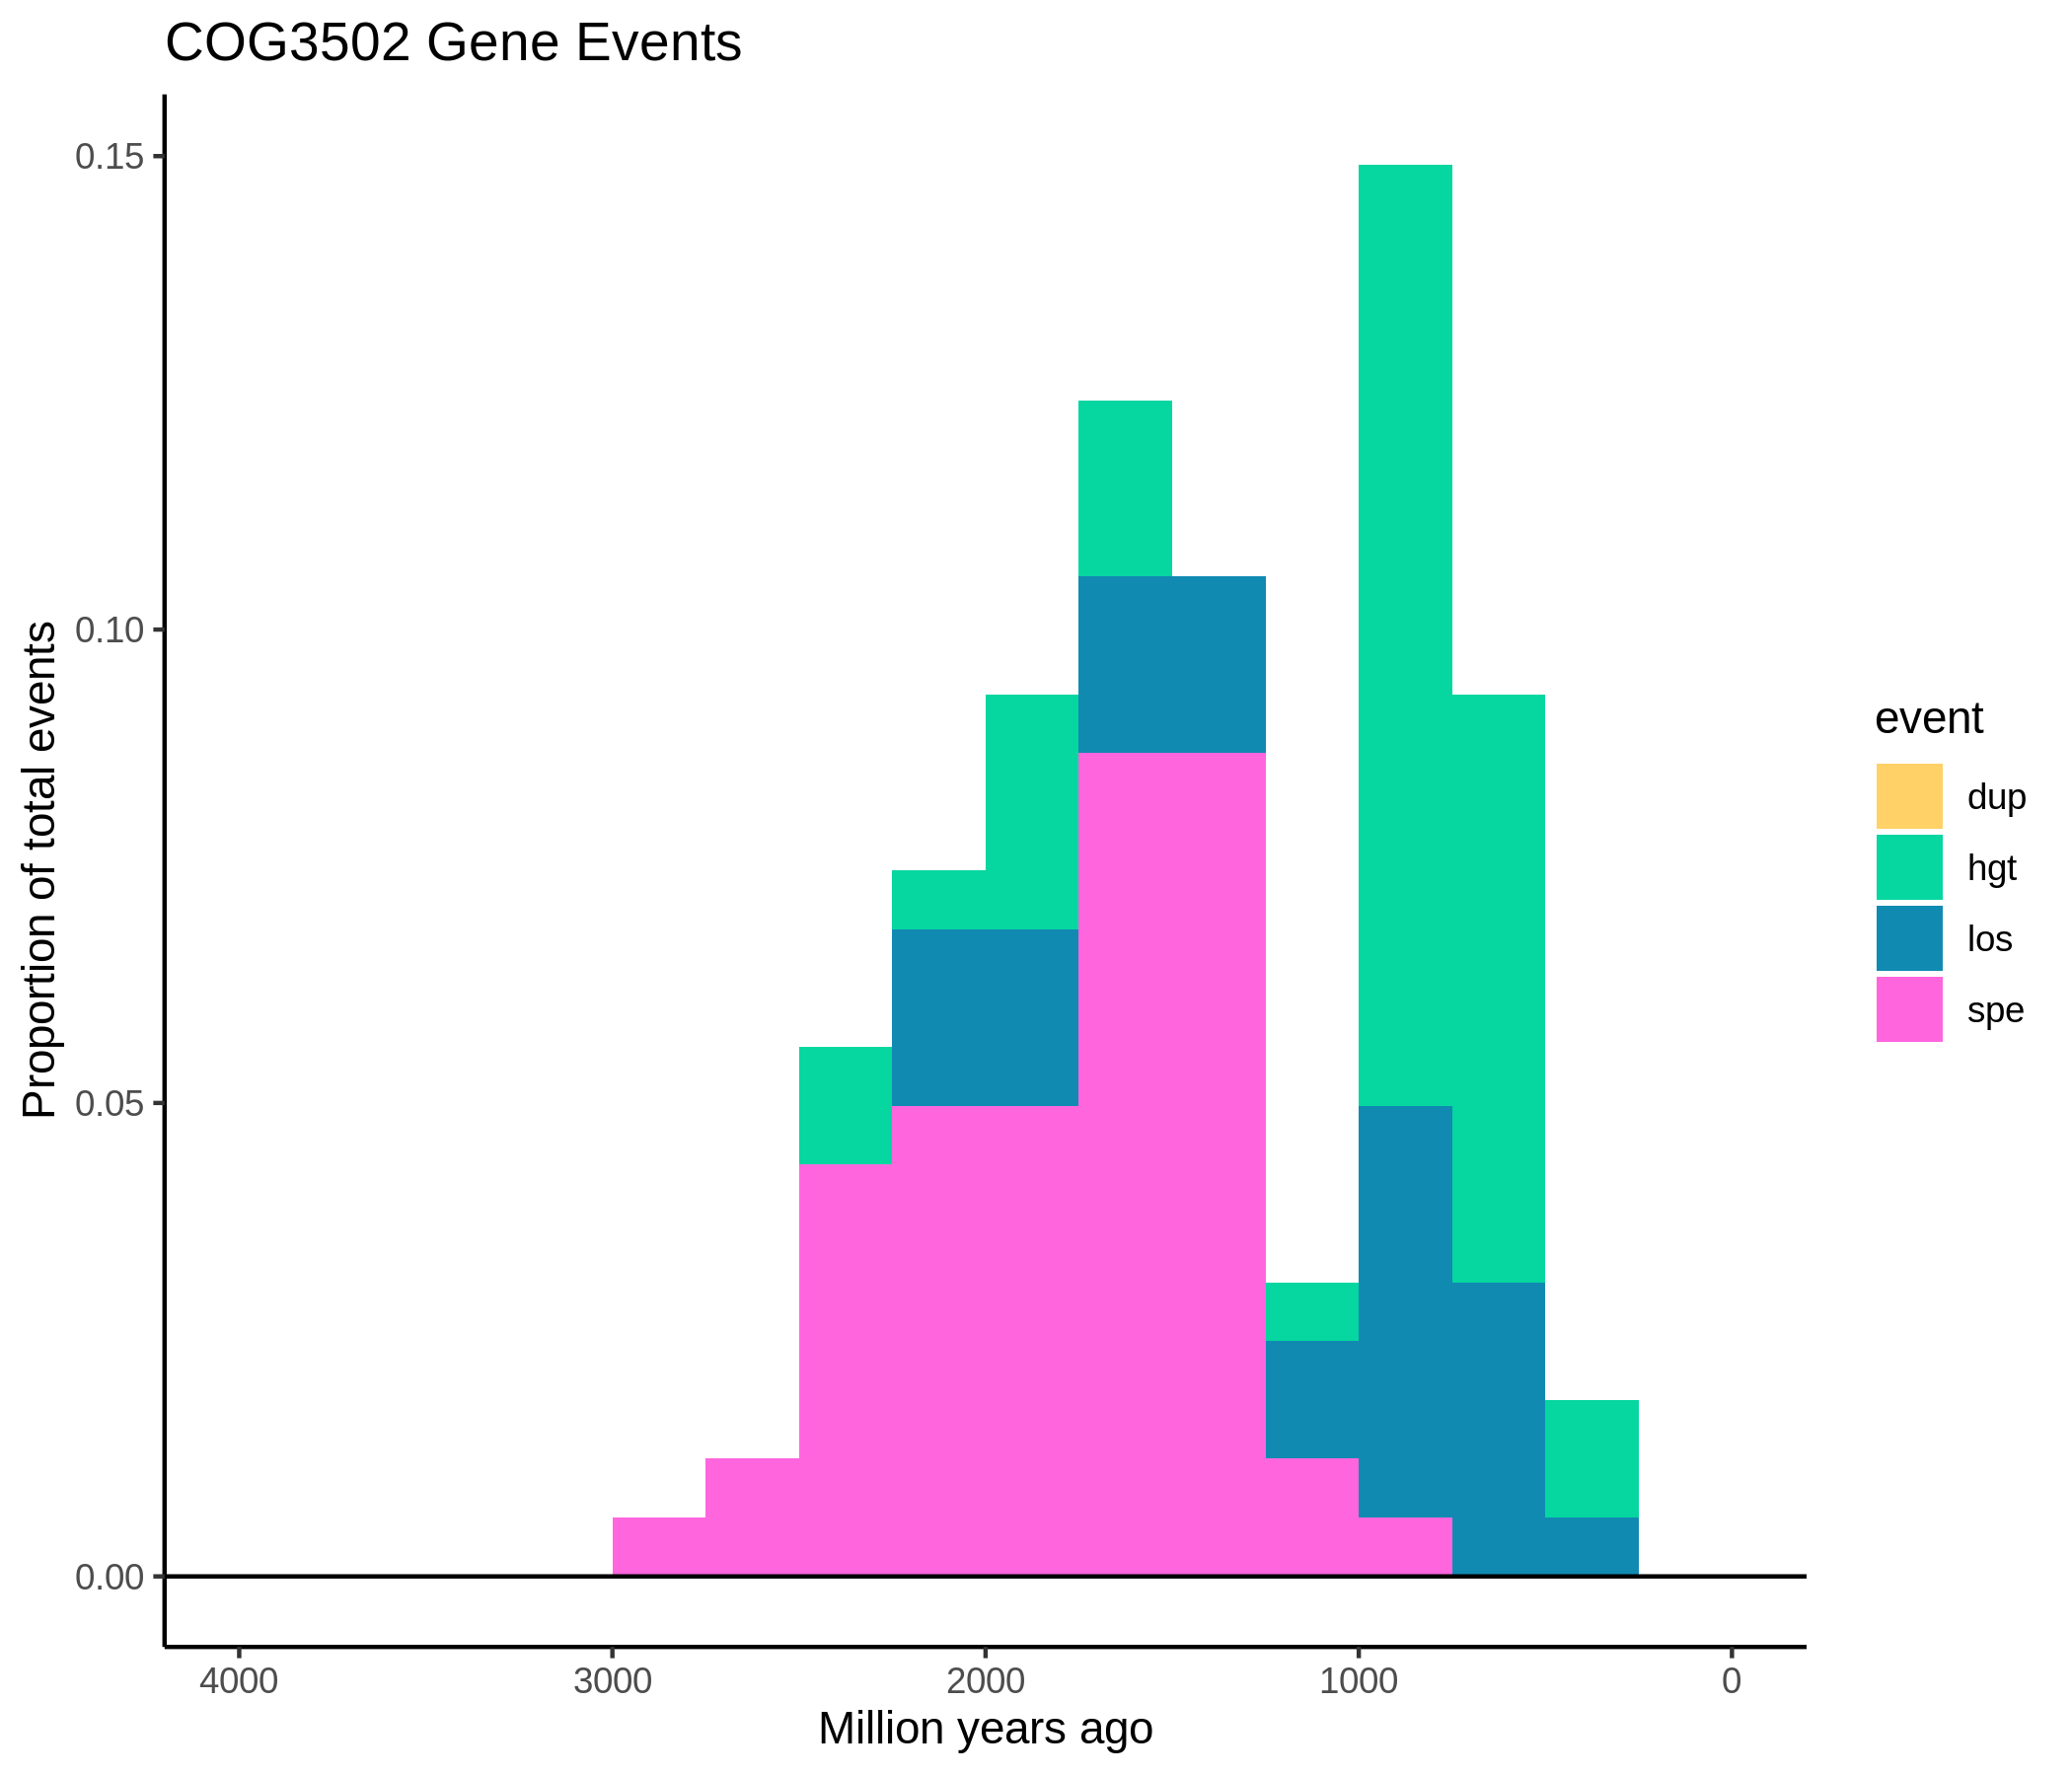 COG3502 Gene Events
Proportion of total events
0.15
0.10
0.05
0.00
4000 3000 2000 1000 0
Million years ago
event
dup
hgt
los
spe